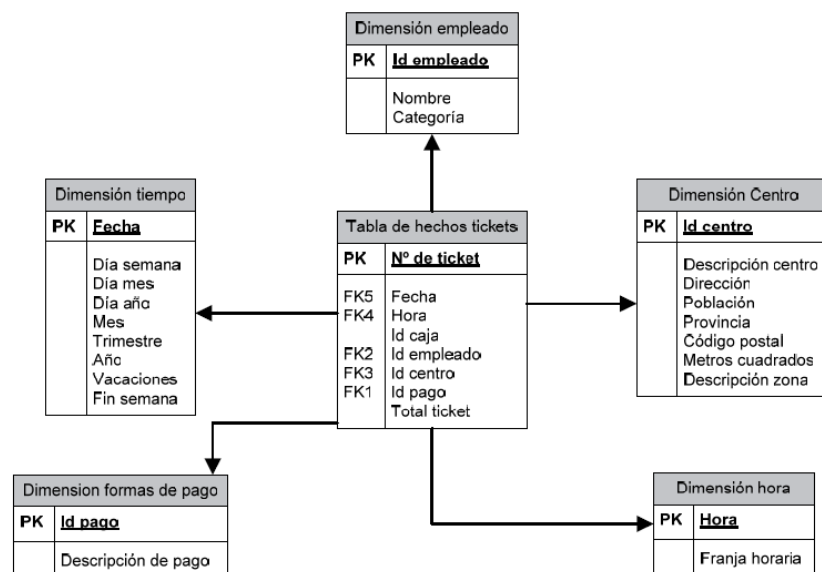 Dimensión empleado
PK Id empleado
Nombre
Categoría
Dimensión tiempo
PK Fecha
Día semana
Día mes
Día año
Mes
Trimestre
Año
Vacaciones
Fin semana
Tabla de hechos tickets
PK Nº de ticket
FK5 Fecha
FK4 Hora
Id caja
FK2 Id empleado
FK3 Id centro
FK1 Id pago
Total ticket
Dimensión Centro
PK Id centro
Descripción centro
Dirección
Población
Provincia
Código postal
Metros cuadrados
Descripción zona
Dimension formas de pago
PK Id pago
Descripción de pago
Dimensión hora
PK Hora
Franja horaria